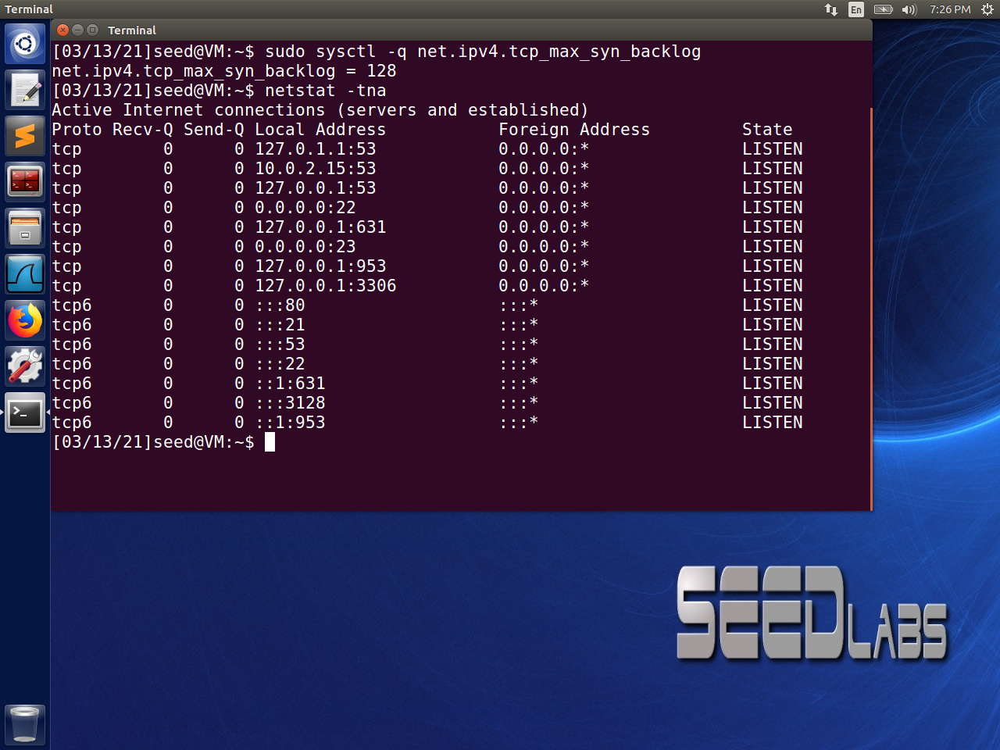 Terminal
En
7:26 PM
Terminal
[03/13/21]seed@VM:~$ sudo sysctl -q net.ipv4.tcp_max_syn_backlog
net.ipv4.tcp_max_syn_backlog = 128
[03/13/21]seed@VM:~$ netstat -tna
Active Internet connections (servers and established)
Proto Recv-Q Send-Q Local Address           Foreign Address         State
tcp        0      0 127.0.1.1:53            0.0.0.0:*               LISTEN
tcp        0      0 10.0.2.15:53            0.0.0.0:*               LISTEN
tcp        0      0 127.0.0.1:53            0.0.0.0:*               LISTEN
tcp        0      0 0.0.0.0:22              0.0.0.0:*               LISTEN
tcp        0      0 127.0.0.1:631           0.0.0.0:*               LISTEN
tcp        0      0 0.0.0.0:23              0.0.0.0:*               LISTEN
tcp        0      0 127.0.0.1:953           0.0.0.0:*               LISTEN
tcp        0      0 127.0.0.1:3306          0.0.0.0:*               LISTEN
tcp6       0      0 :::80                   :::*                    LISTEN
tcp6       0      0 :::21                   :::*                    LISTEN
tcp6       0      0 :::53                   :::*                    LISTEN
tcp6       0      0 :::22                   :::*                    LISTEN
tcp6       0      0 ::1:631                 :::*                    LISTEN
tcp6       0      0 :::3128                 :::*                    LISTEN
tcp6       0      0 ::1:953                 :::*                    LISTEN
[03/13/21]seed@VM:~$
SEEDLABS